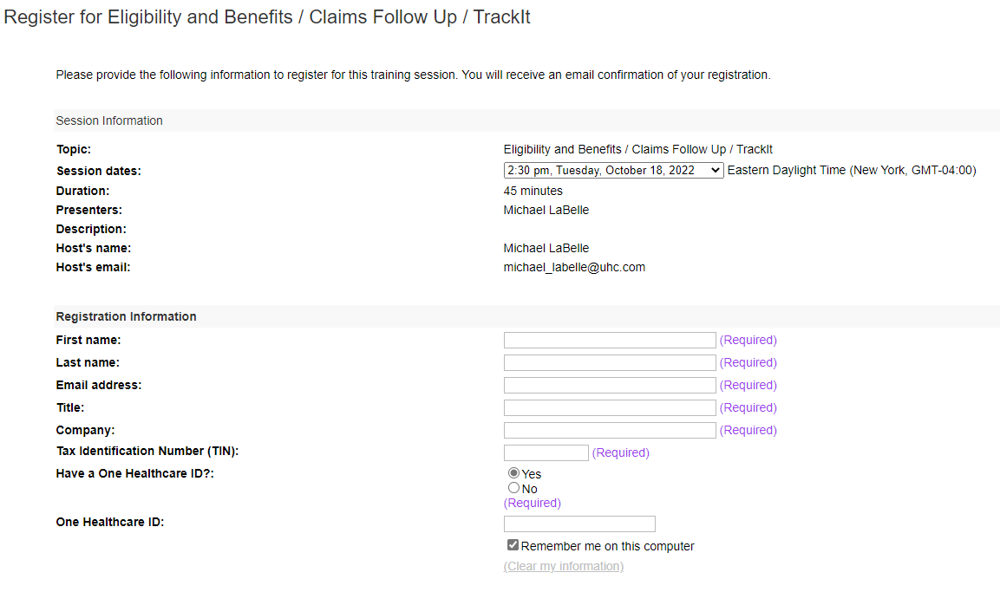 Register for Eligibility and Benefits / Claims Follow Up / TrackIt
Please provide the following information to register for this training session. You will receive an email confirmation of your registration.
Session Information
Topic: Eligibility and Benefits / Claims Follow Up / TrackIt
Session dates: 2:30 pm, Tuesday, October 18, 2022 Eastern Daylight Time (New York, GMT-04:00)
Duration: 45 minutes
Presenters: Michael LaBelle
Description:
Host's name: Michael LaBelle
Host's email: michael_labelle@uhc.com
Registration Information
First name: (Required)
Last name: (Required)
Email address: (Required)
Title: (Required)
Company: (Required)
Tax Identification Number (TIN): (Required)
Have a One Healthcare ID?: Yes
No
(Required)
One Healthcare ID:
Remember me on this computer
(Clear my information)